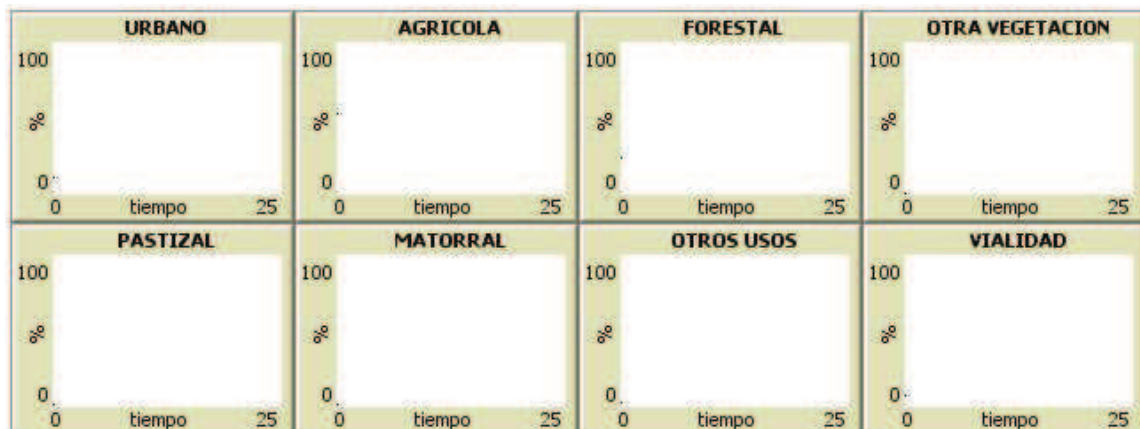 URBANO
100
%
0
0 tiempo 25
AGRICOLA
100
%
0
0 tiempo 25
FORESTAL
100
%
0
0 tiempo 25
OTRA VEGETACION
100
%
0
0 tiempo 25
PASTIZAL
100
%
0
0 tiempo 25
MATORRAL
100
%
0
0 tiempo 25
OTROS USOS
100
%
0
0 tiempo 25
VIALIDAD
100
%
0
0 tiempo 25